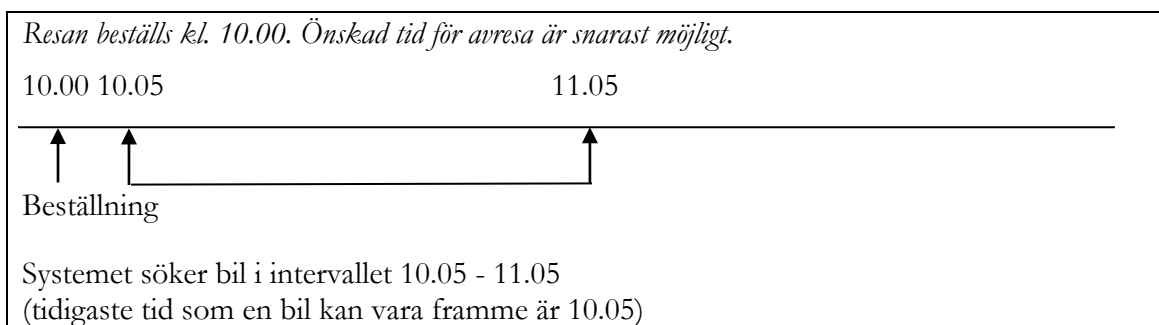 Resan beställs kl. 10.00. Önskad tid för avresa är snarast möjligt.
10.00 10.05 11.05
Beställning
Systemet söker bil i intervallet 10.05 - 11.05
(tidigaste tid som en bil kan vara framme är 10.05)